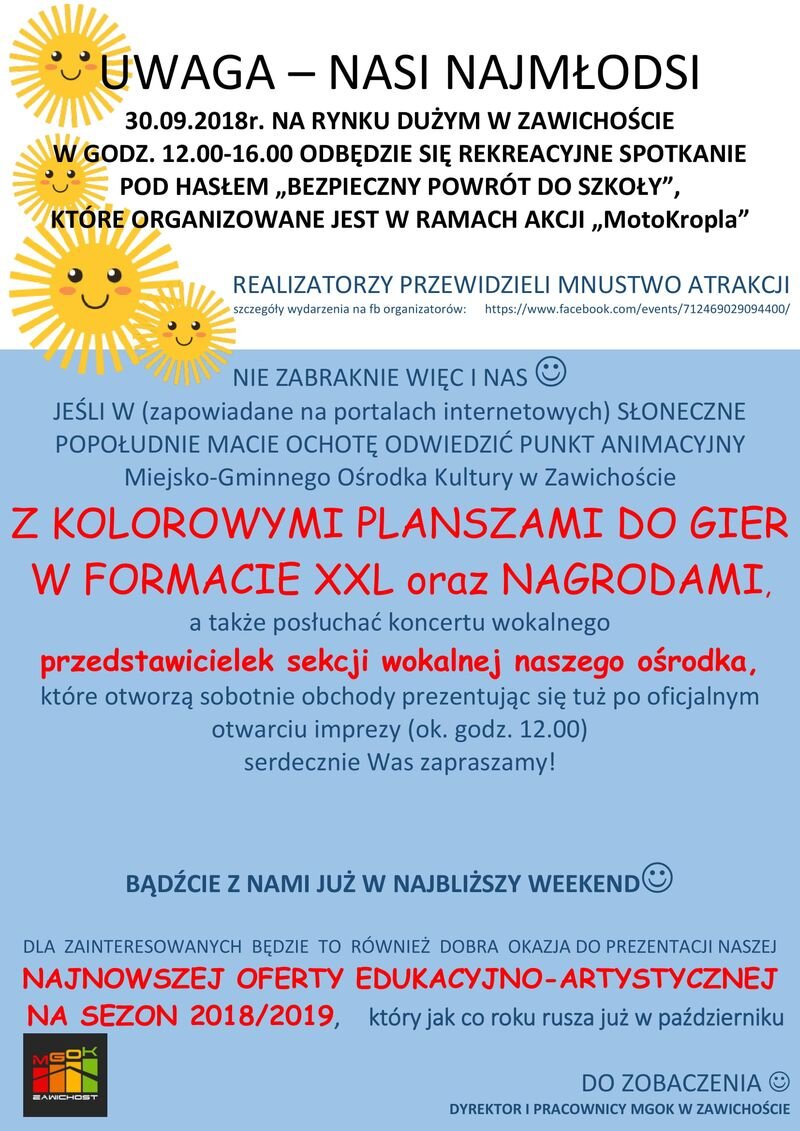 UWAGA – NASI NAJMŁODSI
30.09.2018r. NA RYNKU DUŻYM W ZAWICHOŚCIE
W GODZ. 12.00-16.00 ODBĘDZIE SIĘ REKREACYJNE SPOTKANIE
POD HASŁEM „BEZPIECZNY POWRÓT DO SZKOŁY”,
KTÓRE ORGANIZOWANE JEST W RAMACH AKCJI „MotoKropla”
REALIZATORZY PRZEWIDZIELI MNUSTWO ATRAKCJI
szczegóły wydarzenia na fb organizatorów: https://www.facebook.com/events/712469029094400/
NIE ZABRAKNIE WIĘC I NAS ☺
JEŚLI W (zapowiadane na portalach internetowych) SŁONECZNE
POPOŁUDNIE MACIE OCHOTĘ ODWIEDZIĆ PUNKT ANIMACYJNY
Miejsko-Gminnego Ośrodka Kultury w Zawichoście
Z KOLOROWYMI PLANSZAMI DO GIER
W FORMACIE XXL oraz NAGRODAMI,
a także posłuchać koncertu wokalnego
przedstawicielek sekcji wokalnej naszego ośrodka,
które otworzą sobotnie obchody prezentując się tuż po oficjalnym
otwarciu imprezy (ok. godz. 12.00)
serdecznie Was zapraszamy!
BĄDŹCIE Z NAMI JUŻ W NAJBLIŻSZY WEEKEND☺
DLA ZAINTERESOWANYCH BĘDZIE TO RÓWNIEŻ DOBRA OKAZJA DO PREZENTACJI NASZEJ
NAJNOWSZEJ OFERTY EDUKACYJNO-ARTYSTYCZNEJ
NA SEZON 2018/2019, który jak co roku rusza już w październiku
MGOK
ZAWICHOST
DO ZOBACZENIA ☺
DYREKTOR I PRACOWNICY MGOK W ZAWICHOŚCIE